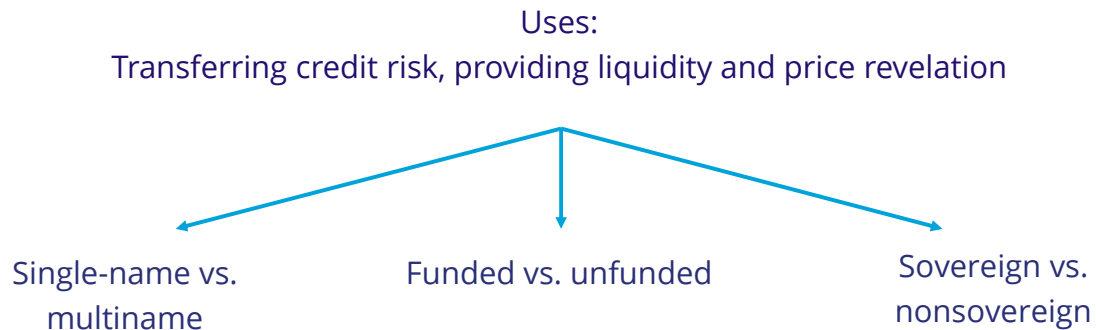 Uses:
Transferring credit risk, providing liquidity and price revelation
Single-name vs.
multiname
Funded vs. unfunded
Sovereign vs.
nonsovereign